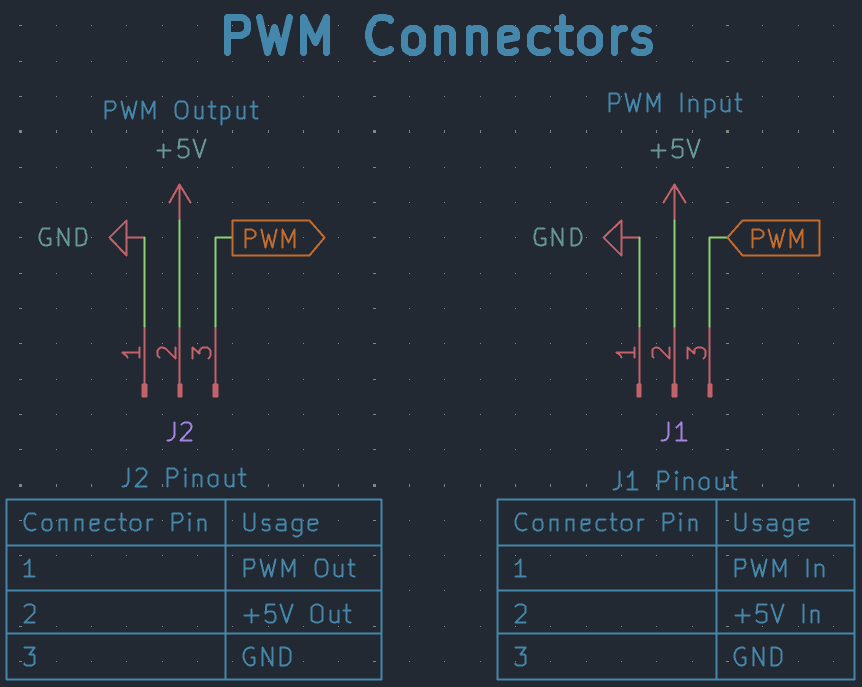 PWM Connectors
PWM Output
+5V
GND
PWM
1 2 3
J2
PWM Input
+5V
GND
PWM
1 2 3
J1
J2 Pinout
Connector Pin Usage
1 PWM Out
2 +5V Out
3 GND
J1 Pinout
Connector Pin Usage
1 PWM In
2 +5V In
3 GND